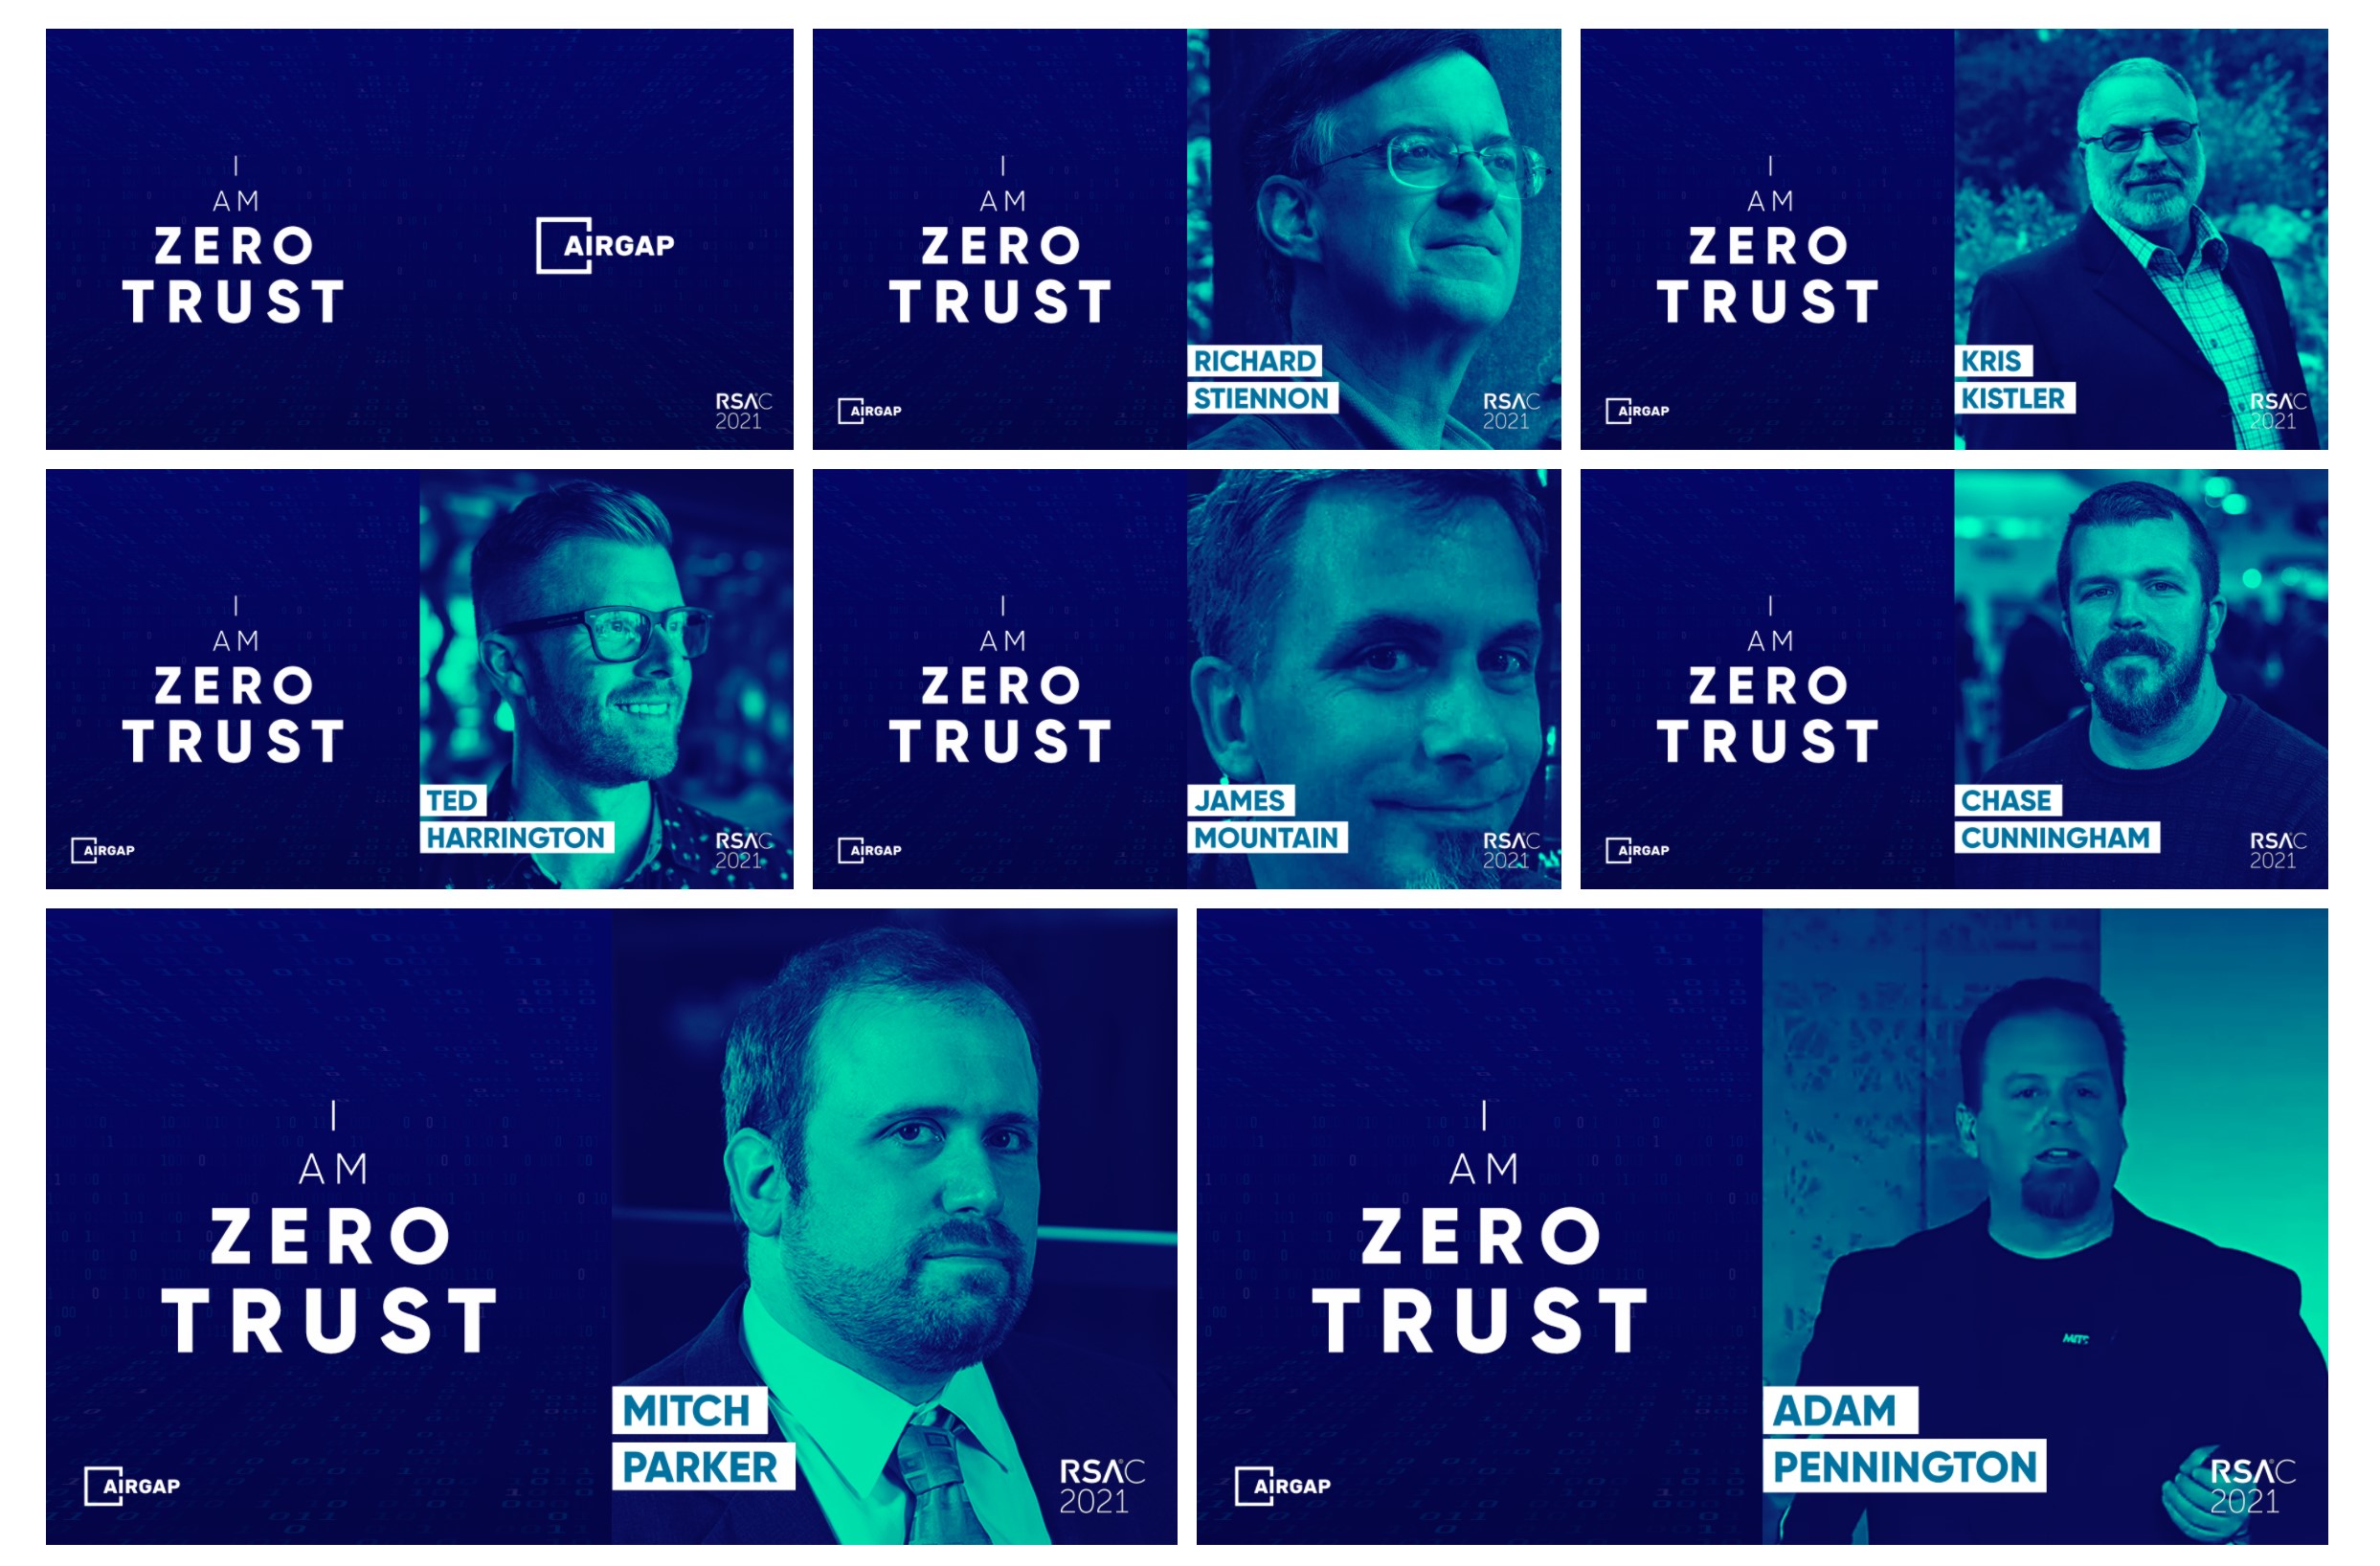 I
AM
ZERO
TRUST
AIRGAP
RSAC
2021
I
AM
ZERO
TRUST
AIRGAP
RICHARD
STIENNON
RSAC
2021
I
AM
ZERO
TRUST
AIRGAP
KRIS
KISTLER
RSAC
2021
I
AM
ZERO
TRUST
AIRGAP
TED
HARRINGTON
RSAC
2021
I
AM
ZERO
TRUST
AIRGAP
JAMES
MOUNTAIN
RSAC
2021
I
AM
ZERO
TRUST
AIRGAP
CHASE
CUNNINGHAM
RSAC
2021
I
AM
ZERO
TRUST
AIRGAP
MITCH
PARKER
RSAC
2021
I
AM
ZERO
TRUST
AIRGAP
ADAM
PENNINGTON
RSAC
2021